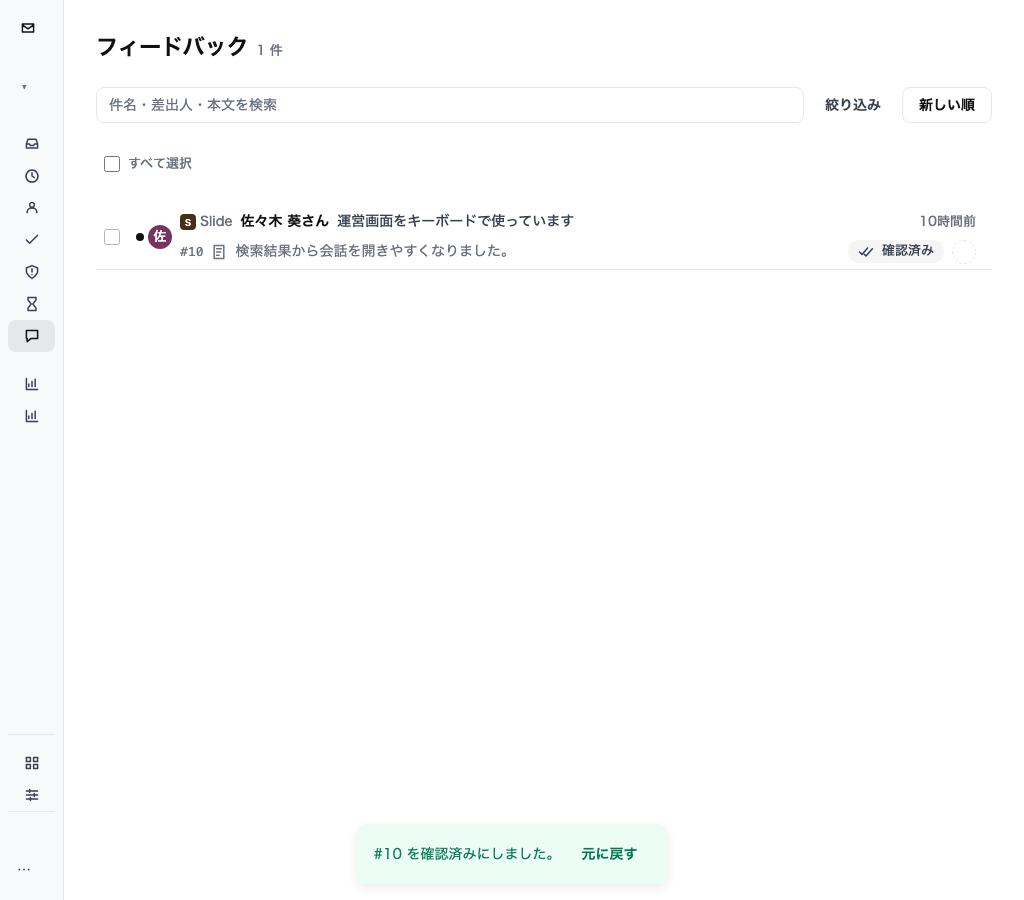 フィードバック 1 件
件名・差出人・本文を検索
絞り込み
新しい順
すべて選択
佐
S Slide 佐々木 葵さん 運営画面をキーボードで使っています
10時間前
#10 検索結果から会話を開きやすくなりました。
確認済み
#10 を確認済みにしました。 元に戻す